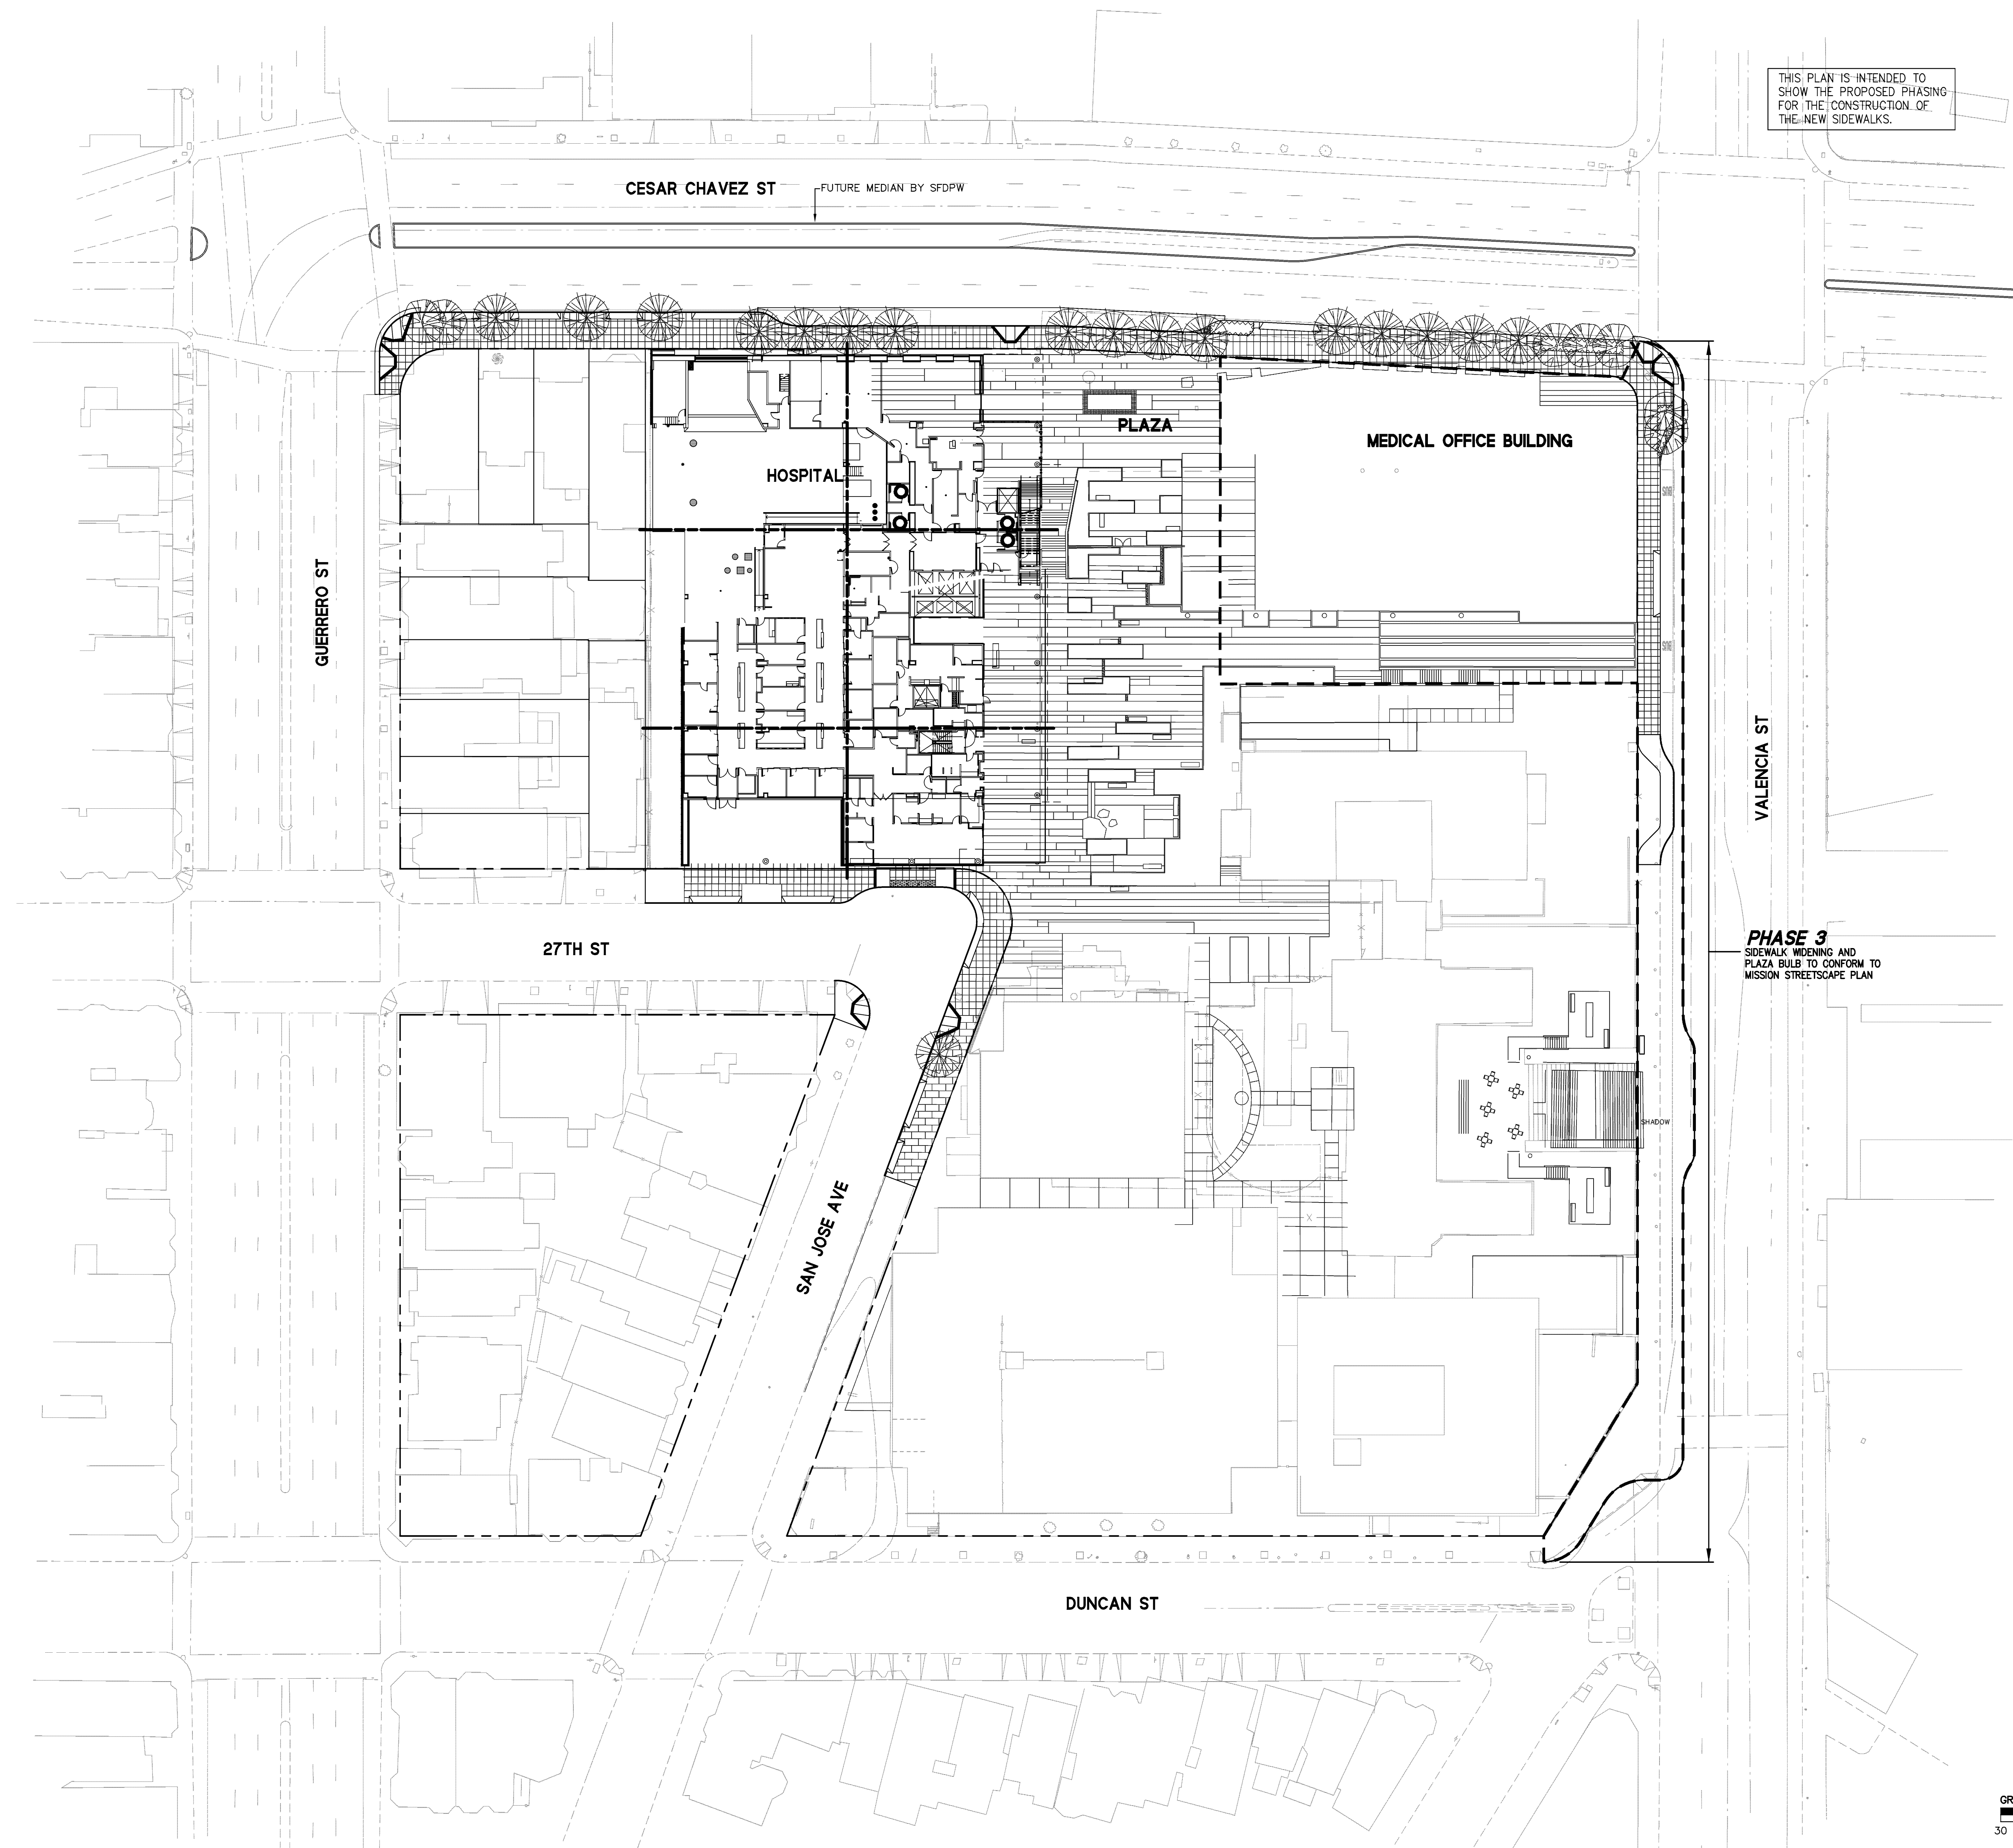 THIS PLAN IS INTENDED TO
SHOW THE PROPOSED PHASING
FOR THE CONSTRUCTION OF
THE NEW SIDEWALKS.
CESAR CHAVEZ ST
FUTURE MEDIAN BY SFDPW
PLAZA
MEDICAL OFFICE BUILDING
HOSPITAL
GUERRERO ST
VALENCIA ST
27TH ST
PHASE 3
SIDEWALK WIDENING AND
PLAZA BULB TO CONFORM TO
MISSION STREETSCAPE PLAN
SHADOW
SAN JOSE AVE
DUNCAN ST
GR
30